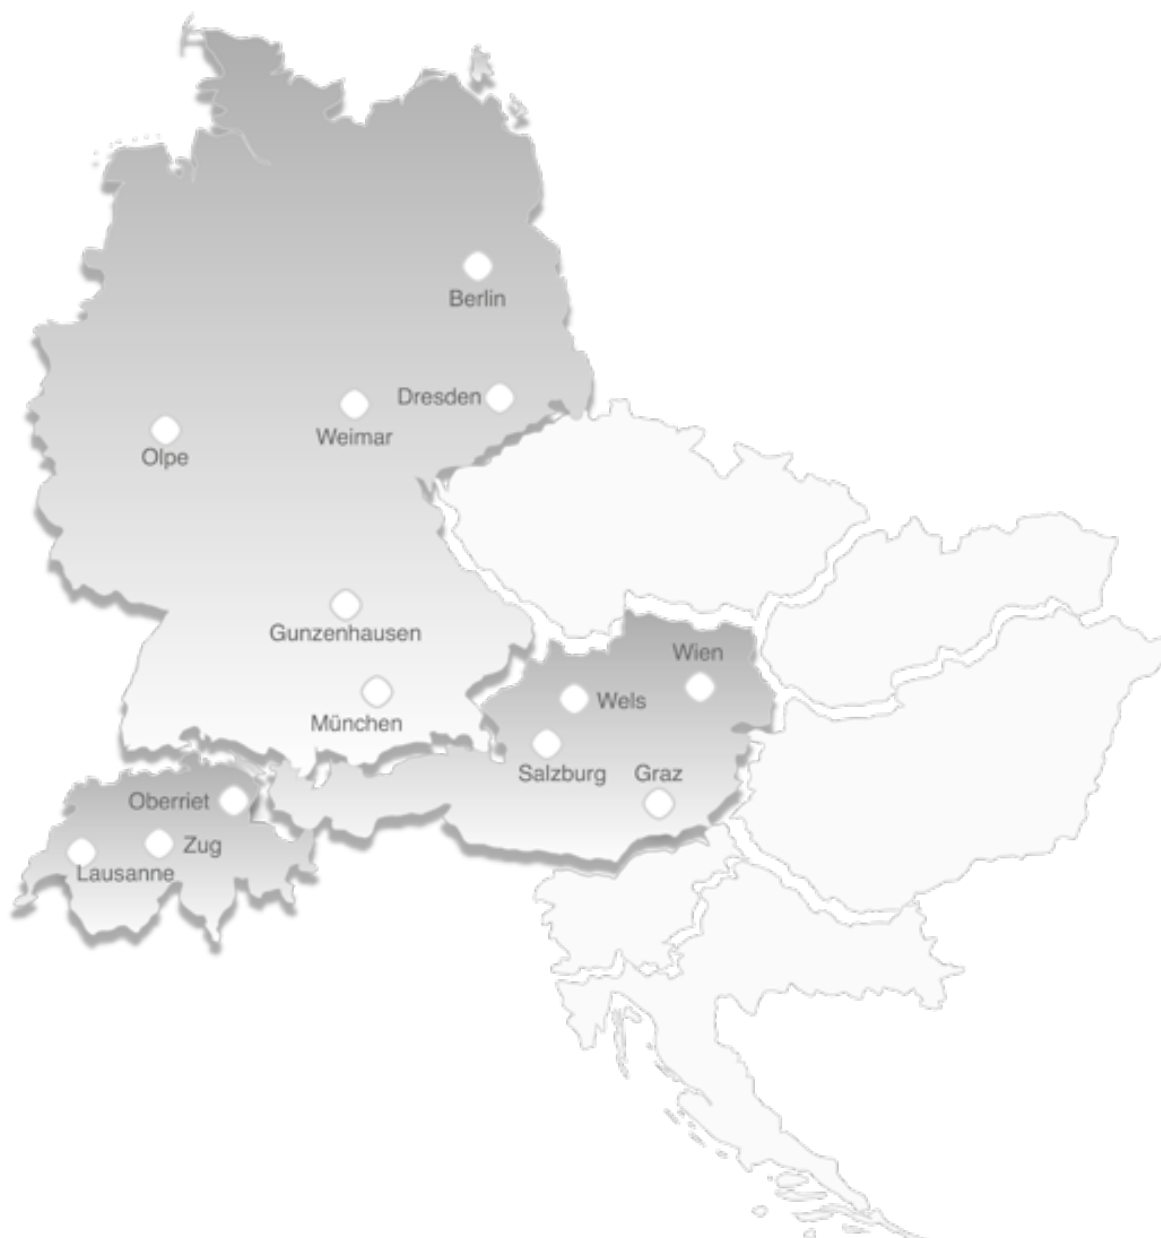 Berlin
Dresden
Weimar
Olpe
Gunzenhausen
Wien
Wels
München
Salzburg
Graz
Oberriet
Zug
Lausanne